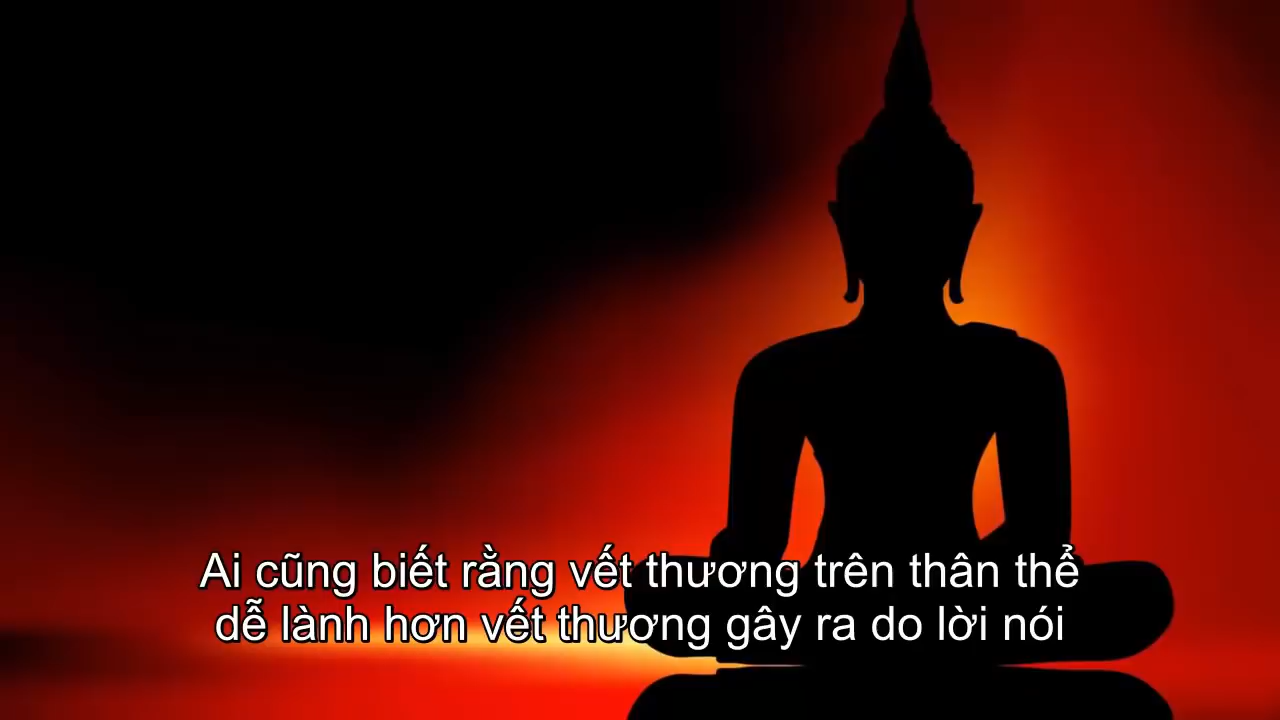 Ai cũng biết rằng vết thương trên thân thể
dễ lành hơn vết thương gây ra do lời nói